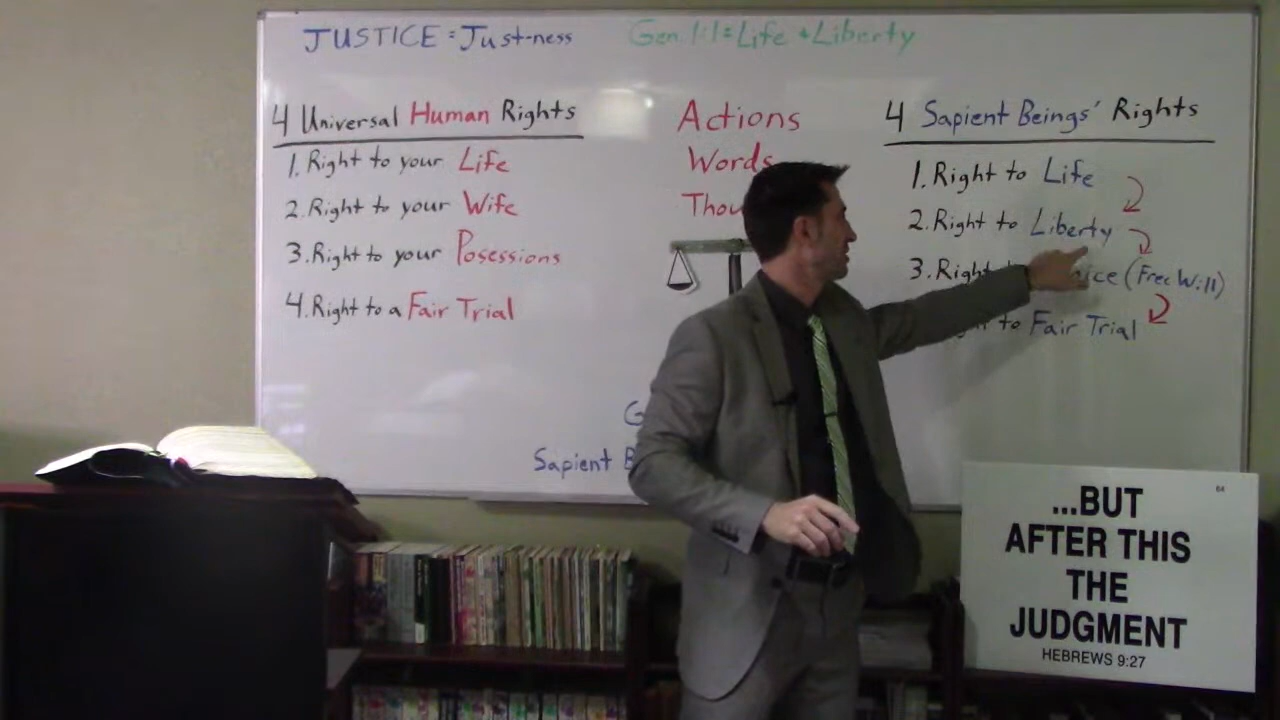 JUSTICE = Just-ness
Gen. 1:1 = Life + Liberty
4 Universal Human Rights
1. Right to your Life
2. Right to your Wife
3. Right to your Posessions
4. Right to a Fair Trial
Actions
Words
4 Sapient Beings' Rights
1. Right to Life
2. Right to Liberty
3. Right (Free Will)
to Fair Trial
Sapient
...BUT
AFTER THIS
THE
JUDGMENT
HEBREWS 9:27
64